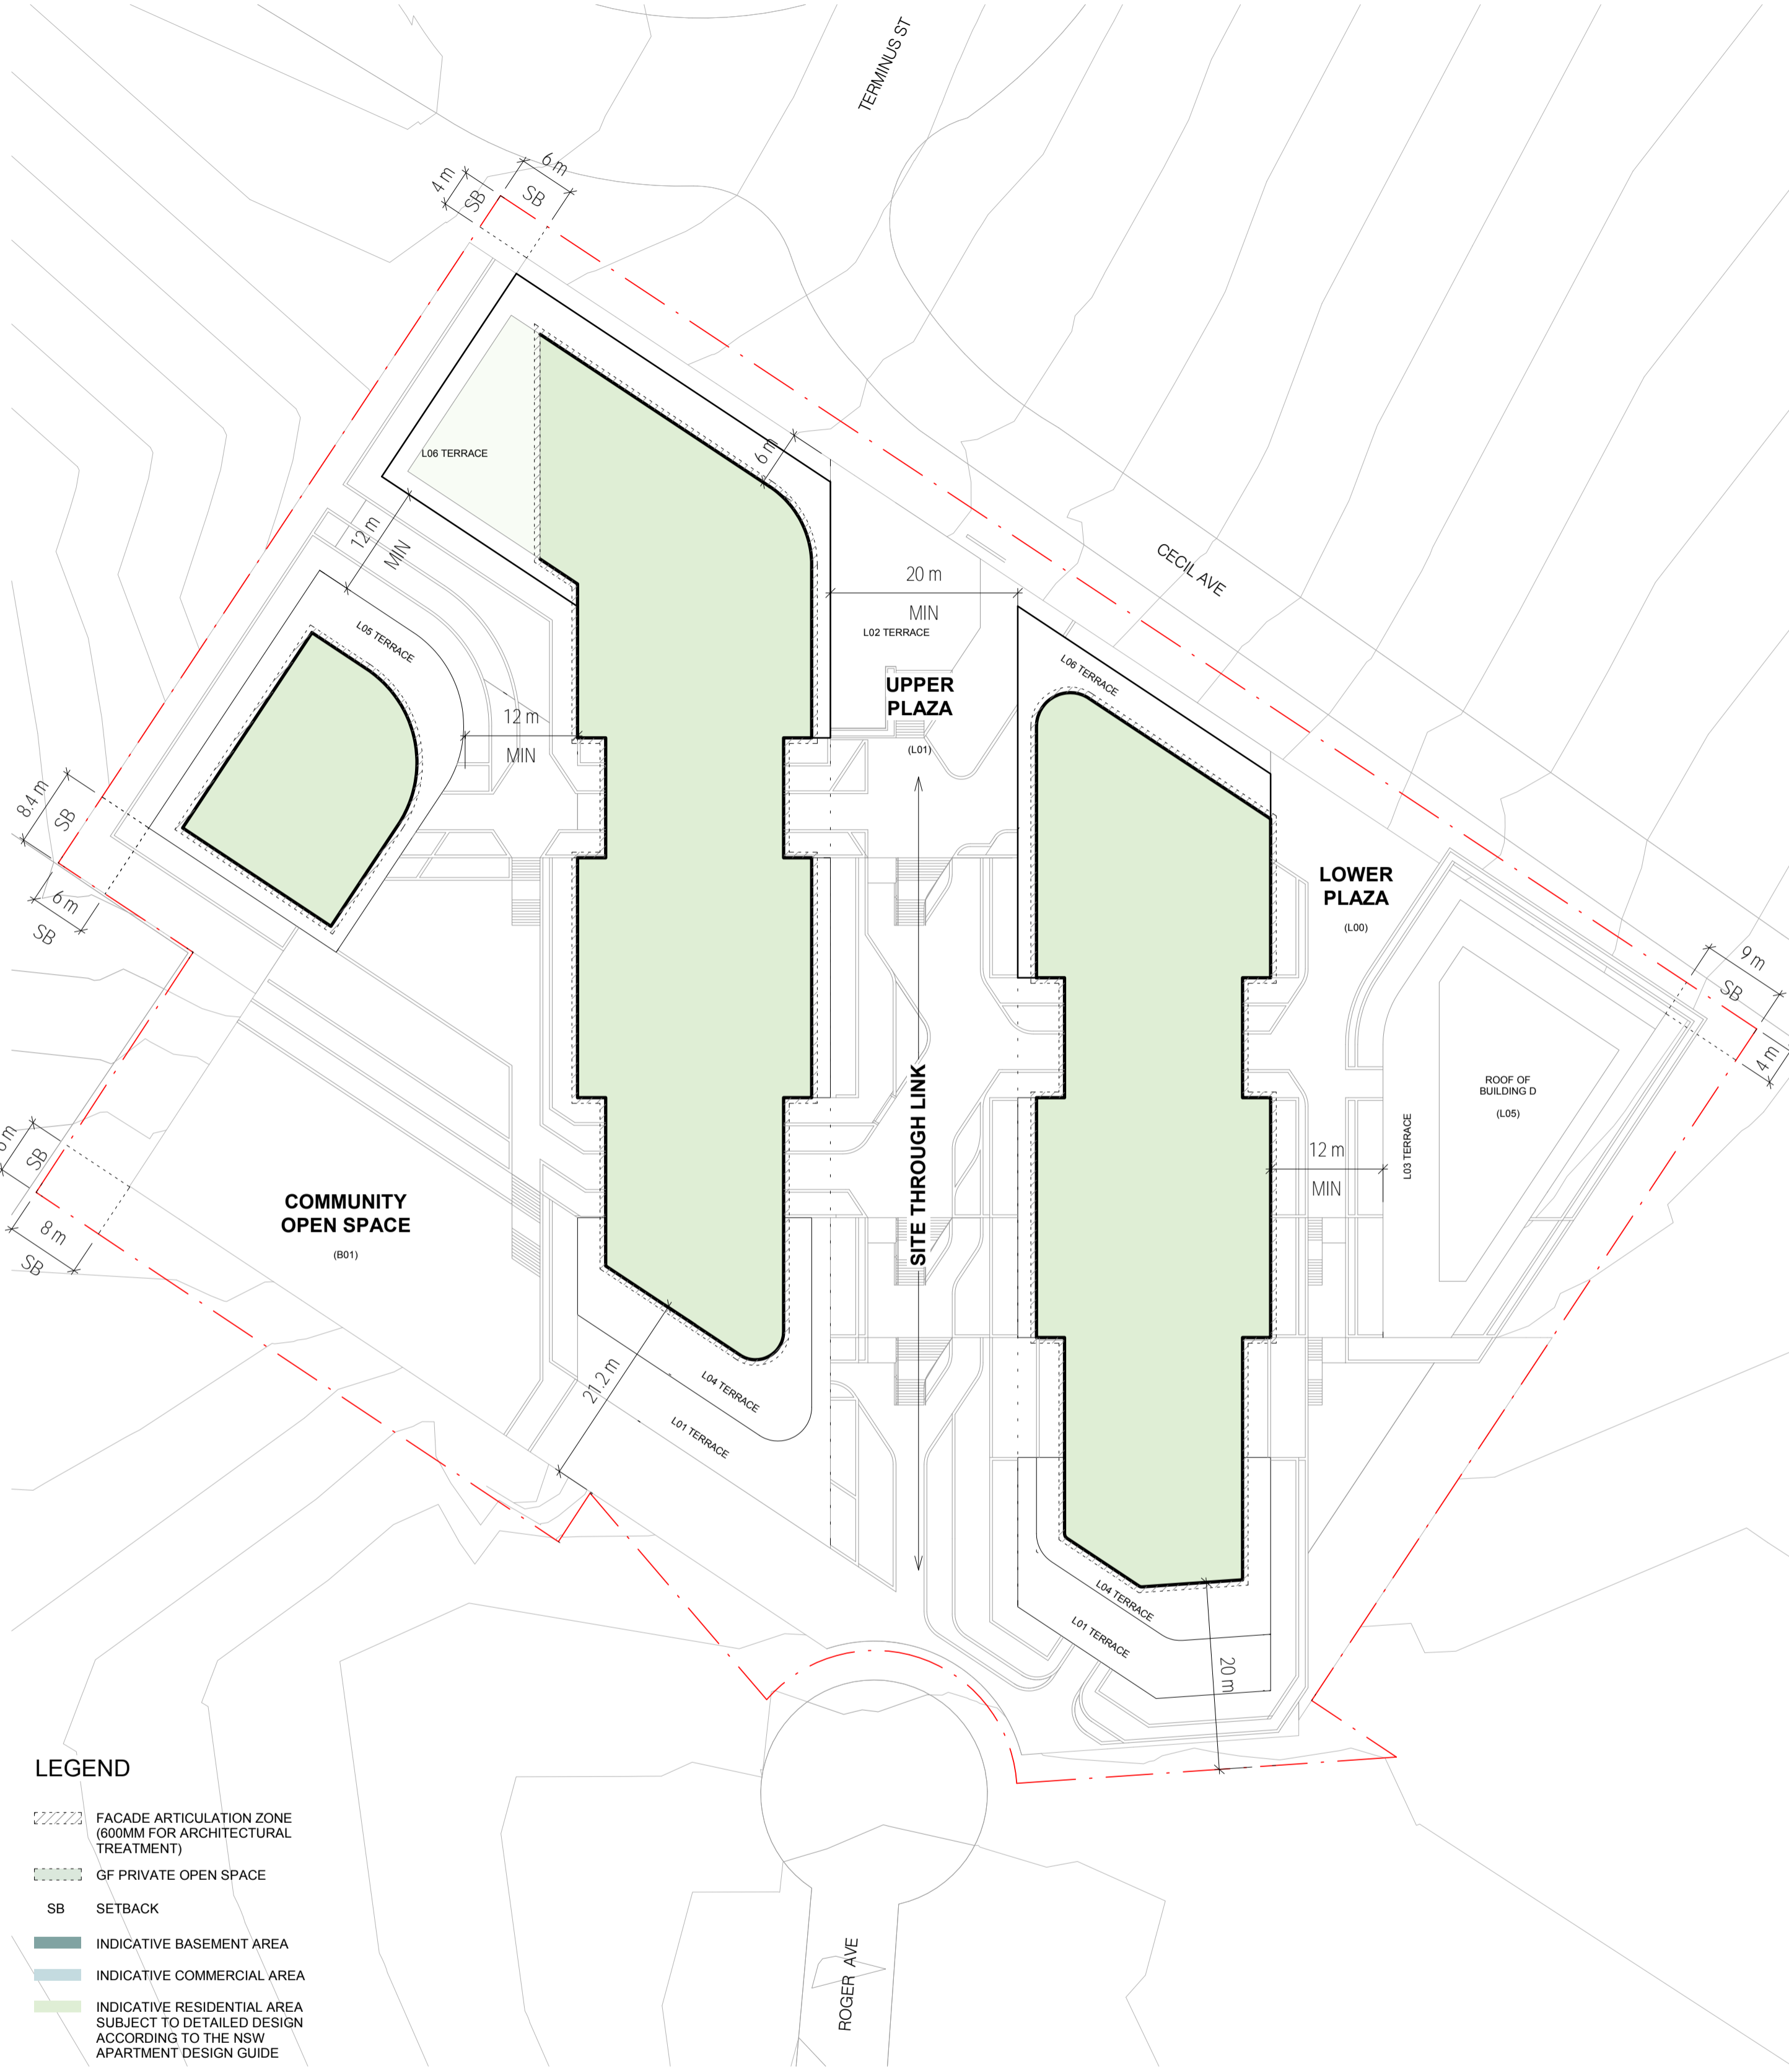 TERMINUS ST
4 m
SB
6 m
SB
L06 TERRACE
6 m
12 m
MIN
CECIL AVE
20 m
MIN
L02 TERRACE
L05 TERRACE
L06 TERRACE
UPPER
PLAZA
(L01)
12 m
MIN
8.4 m
SB
6 m
SB
LOWER
PLAZA
(L00)
9 m
SB
4 m
ROOF OF
BUILDING D
(L05)
L03 TERRACE
12 m
MIN
SITE THROUGH LINK
SB
8 m
SB
COMMUNITY
OPEN SPACE
(B01)
21.2 m
L04 TERRACE
L01 TERRACE
L04 TERRACE
L01 TERRACE
20 m
ROGER AVE
LEGEND
FACADE ARTICULATION ZONE
(600MM FOR ARCHITECTURAL
TREATMENT)
GF PRIVATE OPEN SPACE
SB SETBACK
INDICATIVE BASEMENT AREA
INDICATIVE COMMERCIAL AREA
INDICATIVE RESIDENTIAL AREA
SUBJECT TO DETAILED DESIGN
ACCORDING TO THE NSW
APARTMENT DESIGN GUIDE